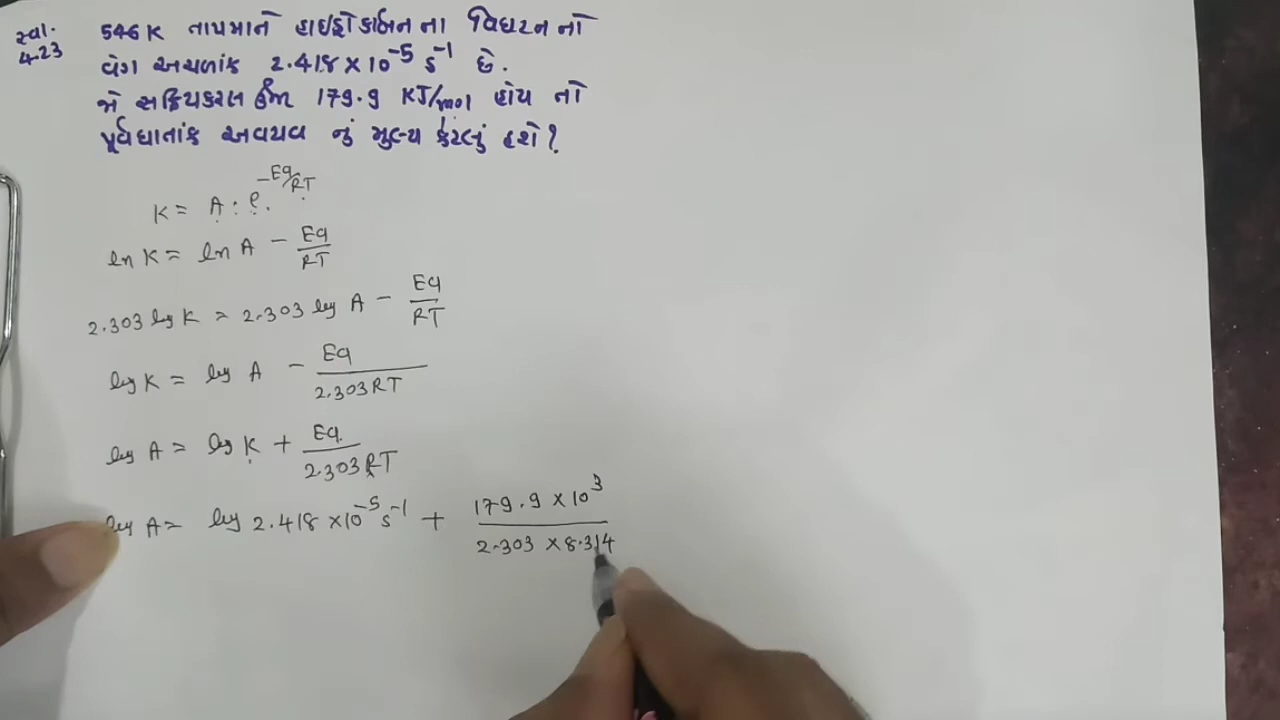 સ્વા. 4.23
546K તાપમાને હાઇડ્રોકાર્બન ના વિઘટન નો
વેગ અચળાંક 2.418 × 10⁻⁵ s⁻¹ છે.
જો સક્રિયકરણ ઊર્જા 179.9 KJ/mol હોય તો
પૂર્વઘાતાંક અવયવ નું મુલ્ય કેટલું હશે?
K = A . e^(-Ea/RT)
ln K = ln A - Ea/RT
2.303 log K = 2.303 log A - Ea/RT
log K = log A - Ea/2.303RT
log A = log K + Ea/2.303RT
log A = log 2.418 × 10⁻⁵ s⁻¹ + 179.9 × 10³/2.303 × 8.314